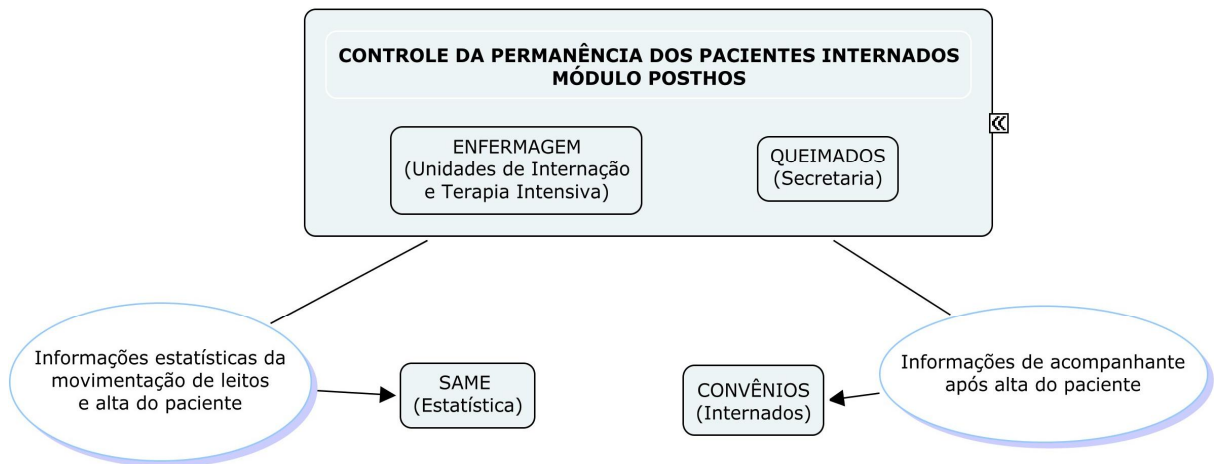 CONTROLE DA PERMANÊNCIA DOS PACIENTES INTERNADOS
MÓDULO POSTHOS
ENFERMAGEM
(Unidades de Internação
e Terapia Intensiva)
QUEIMADOS
(Secretaria)
Informações estatísticas da
movimentação de leitos
e alta do paciente
SAME
(Estatística)
CONVÊNIOS
(Internados)
Informações de acompanhante
após alta do paciente